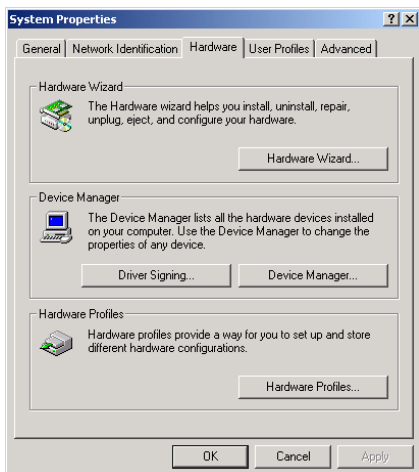 System Properties
General
Network Identification
Hardware
User Profiles
Advanced
Hardware Wizard
The Hardware wizard helps you install, uninstall, repair,
unplug, eject, and configure your hardware.
Hardware Wizard...
Device Manager
The Device Manager lists all the hardware devices installed
on your computer. Use the Device Manager to change the
properties of any device.
Driver Signing...
Device Manager...
Hardware Profiles
Hardware profiles provide a way for you to set up and store
different hardware configurations.
Hardware Profiles...
OK
Cancel
Apply